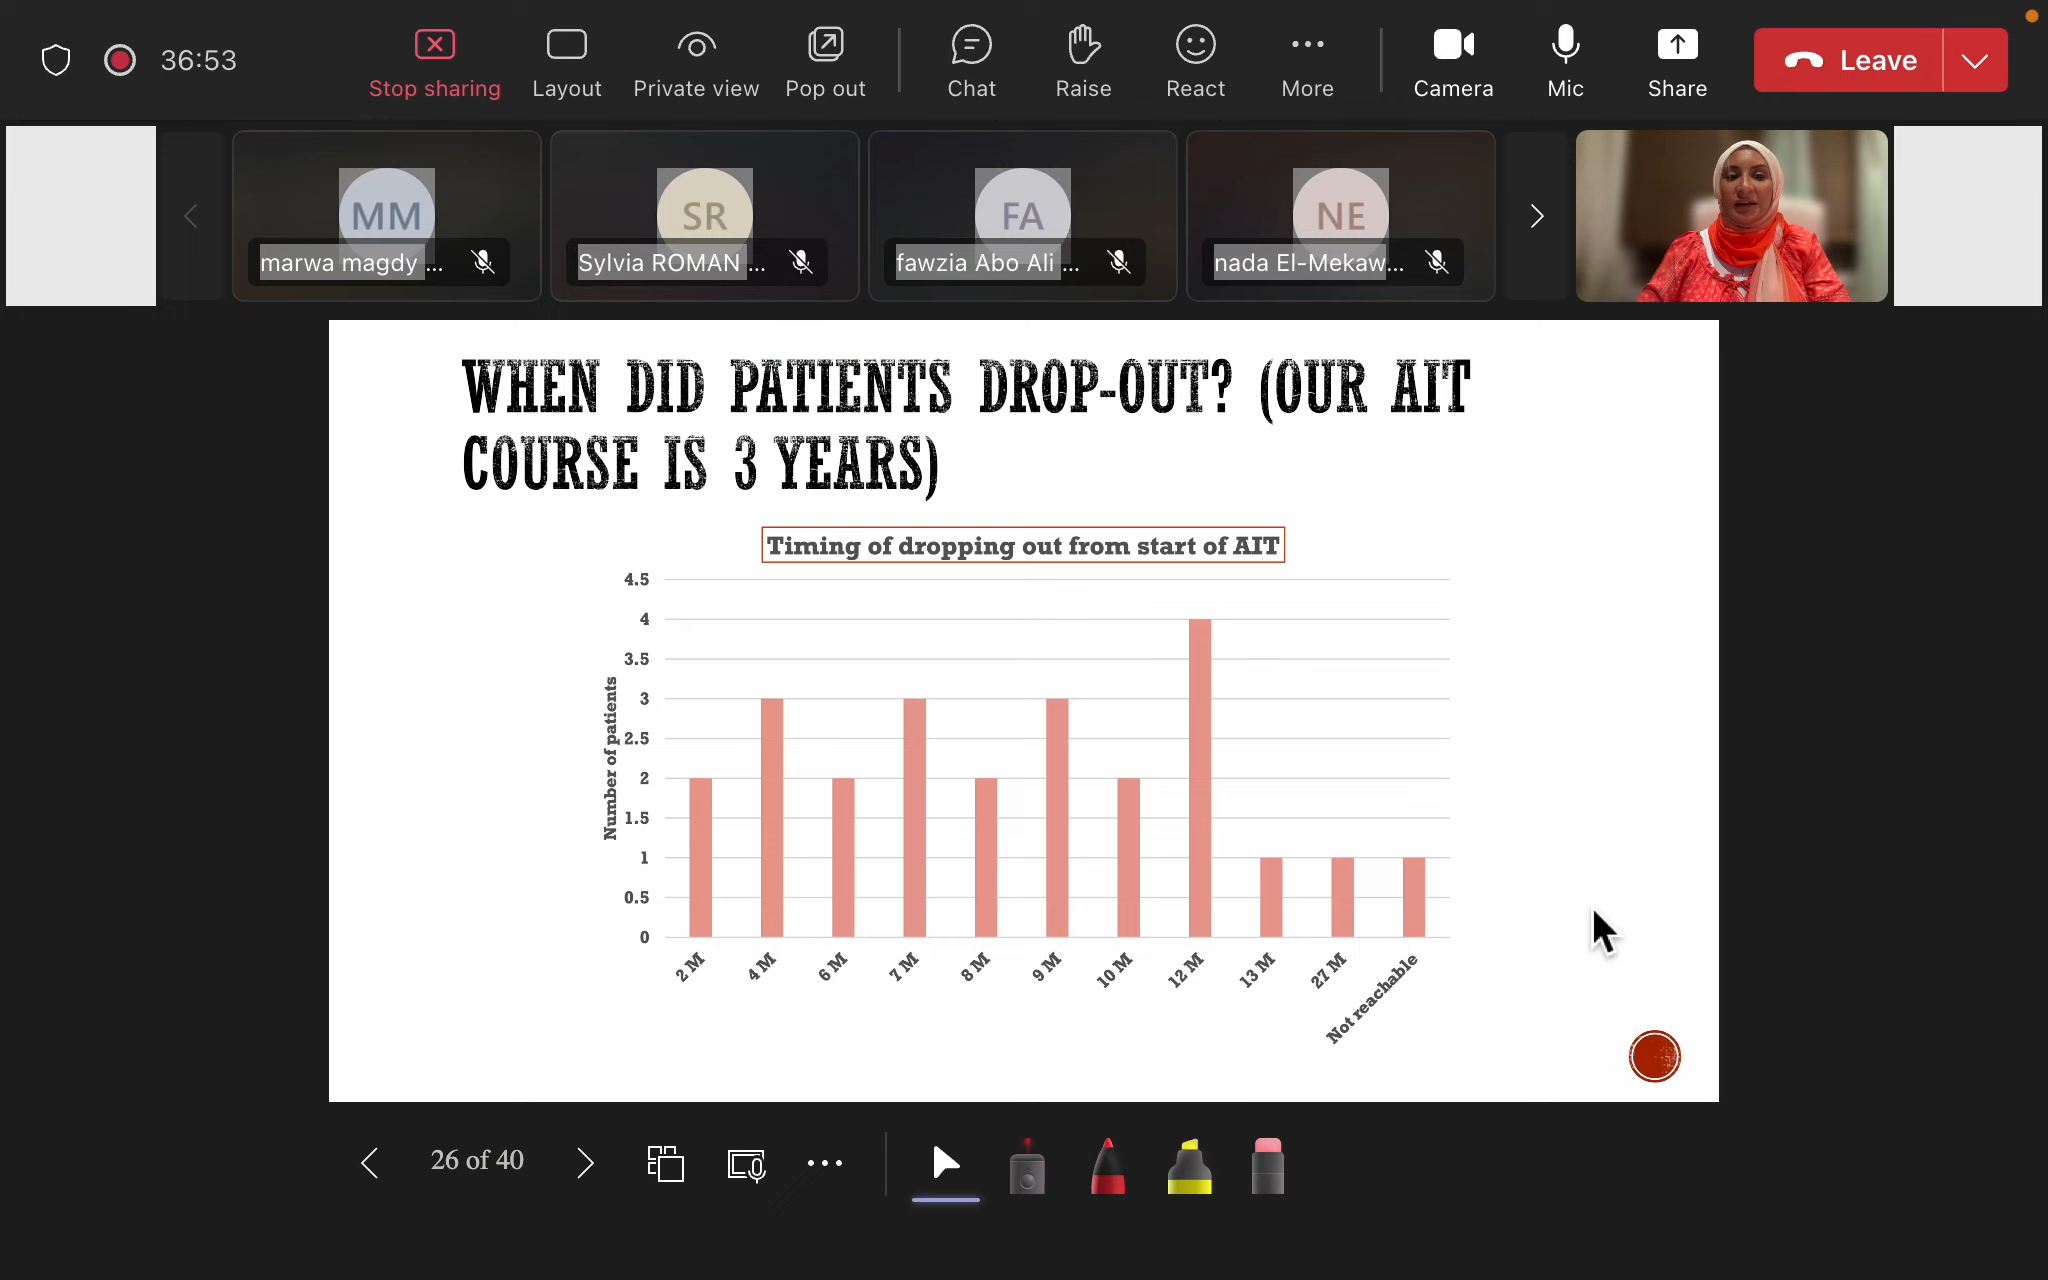 36:53
Stop sharing
Layout
Private view
Pop out
Chat
Raise
React
More
Camera
Mic
Share
Leave
MM
SR
FA
NE
marwa magdy ...
Sylvia ROMAN ...
fawzia Abo Ali ...
nada El-Mekaw...
WHEN DID PATIENTS DROP-OUT? (OUR AIT
COURSE IS 3 YEARS)
Timing of dropping out from start of AIT
4.5
4
3.5
3
2.5
2
1.5
1
0.5
0
Number of patients
2 M
4 M
6 M
7 M
8 M
9 M
10 M
12 M
13 M
27 M
Not reachable
26 of 40